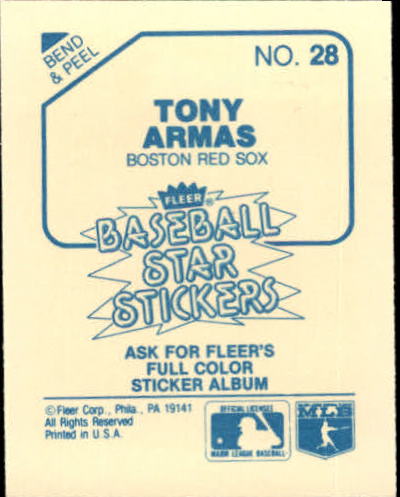 BEND
& PEEL
NO. 28
TONY
ARMAS
BOSTON RED SOX
FLEER®
BASEBALL
STAR
STICKERS
ASK FOR FLEER'S
FULL COLOR
STICKER ALBUM
© Fleer Corp., Phila., PA 19141
All Rights Reserved
Printed in U.S.A.
OFFICIAL LICENSEE
MAJOR LEAGUE BASEBALL
MLB